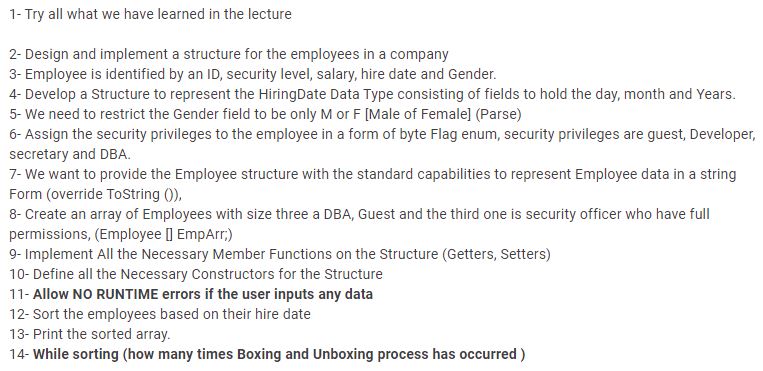 1- Try all what we have learned in the lecture
2- Design and implement a structure for the employees in a company
3- Employee is identified by an ID, security level, salary, hire date and Gender.
4- Develop a Structure to represent the HiringDate Data Type consisting of fields to hold the day, month and Years.
5- We need to restrict the Gender field to be only M or F [Male of Female] (Parse)
6- Assign the security privileges to the employee in a form of byte Flag enum, security privileges are guest, Developer,
secretary and DBA.
7- We want to provide the Employee structure with the standard capabilities to represent Employee data in a string
Form (override ToString ()),
8- Create an array of Employees with size three a DBA, Guest and the third one is security officer who have full
permissions, (Employee [] EmpArr;)
9- Implement All the Necessary Member Functions on the Structure (Getters, Setters)
10- Define all the Necessary Constructors for the Structure
11- Allow NO RUNTIME errors if the user inputs any data
12- Sort the employees based on their hire date
13- Print the sorted array.
14- While sorting (how many times Boxing and Unboxing process has occurred )